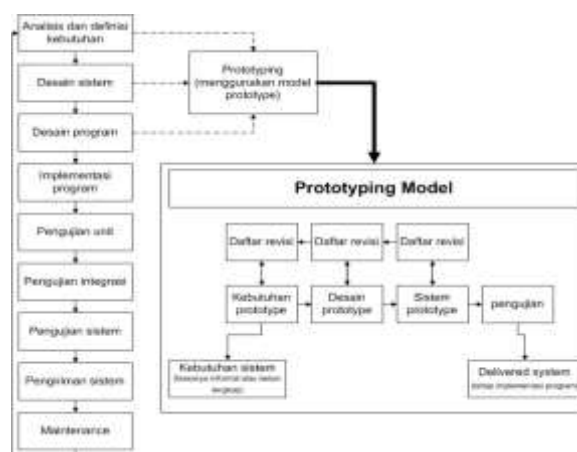 Analisis dan definisi
kebutuhan
Desain sistem
Desain program
Implementasi
program
Pengujian unit
Pengujian integrasi
Pengujian sistem
Pengiriman sistem
Maintenance
Prototyping
(menggunakan model
prototype)
Prototyping Model
Daftar revisi
Daftar revisi
Daftar revisi
Kebutuhan
prototype
Desain
prototype
Sistem
prototype
pengujian
Kebutuhan sistem
Delivered system